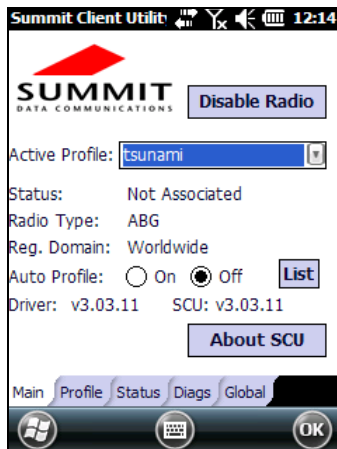 Summit Client Utilit 12:14
SUMMIT
DATA COMMUNICATIONS
Disable Radio
Active Profile: tsunami
Status: Not Associated
Radio Type: ABG
Reg. Domain: Worldwide
Auto Profile: On Off List
Driver: v3.03.11 SCU: v3.03.11
About SCU
Main Profile Status Diags Global
OK